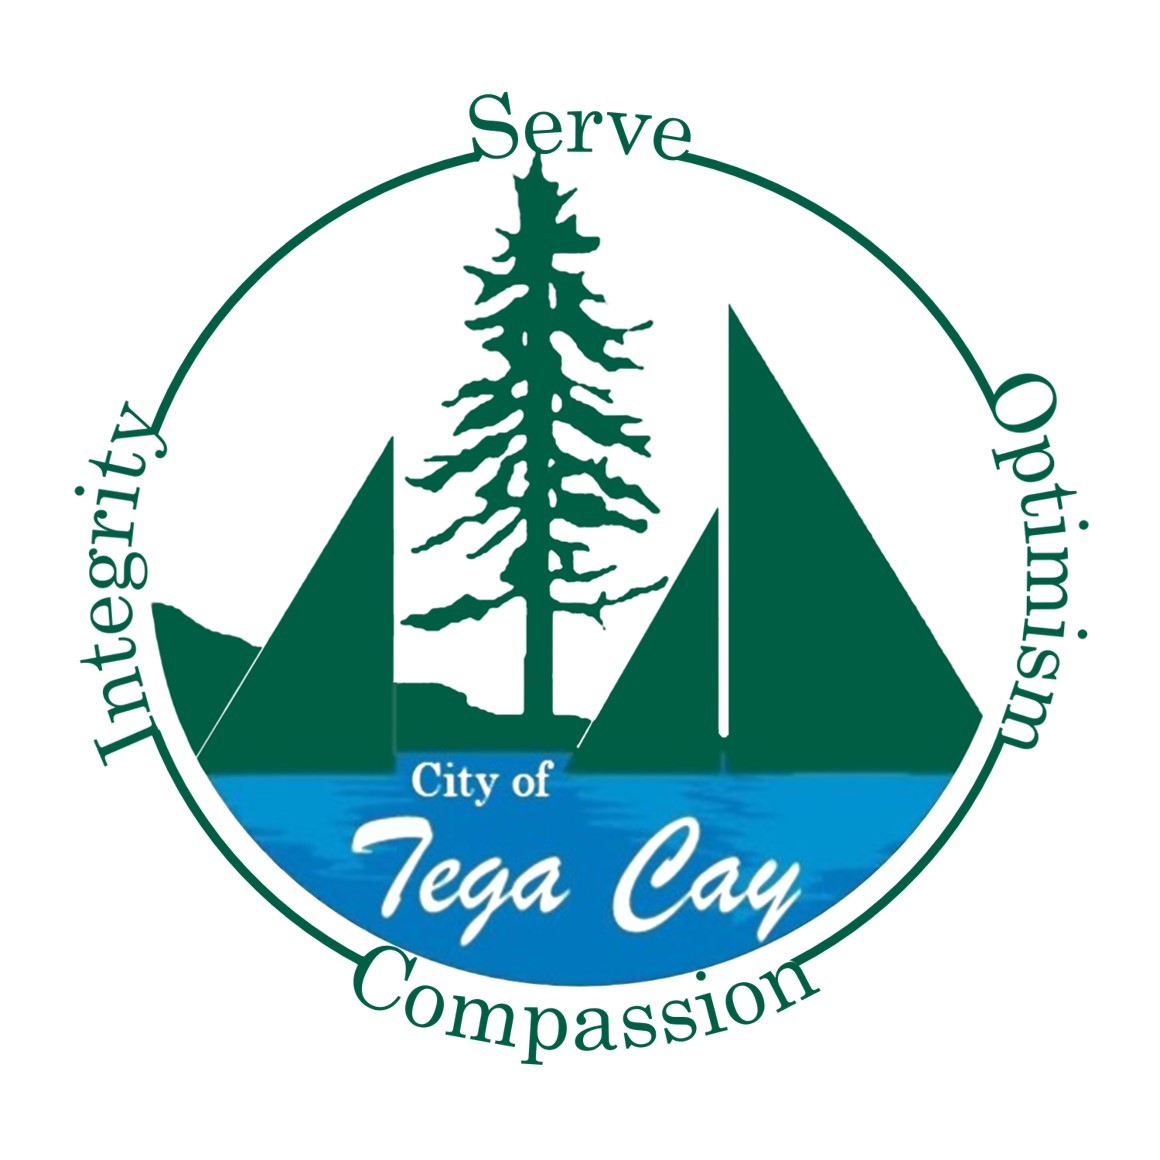 Serve
Integrity
Optimism
City of
Tega Cay
Compassion